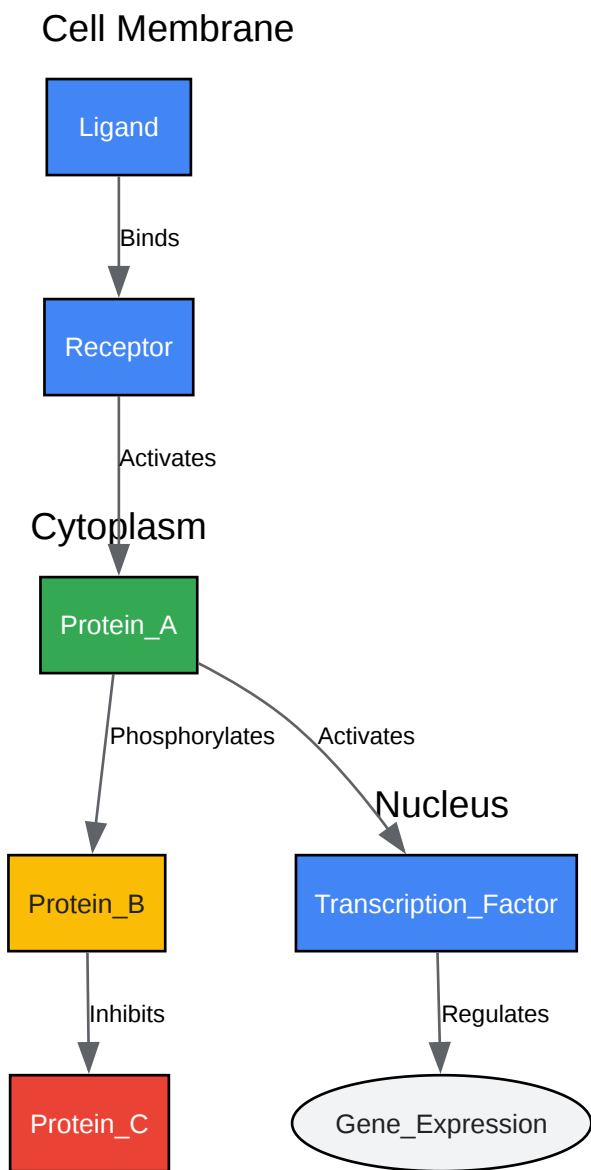 Cell Membrane
Ligand
Binds
Receptor
Activates
Cytoplasm
Protein_A
Phosphorylates
Activates
Nucleus
Protein_B
Transcription_Factor
Inhibits
Regulates
Protein_C
Gene_Expression